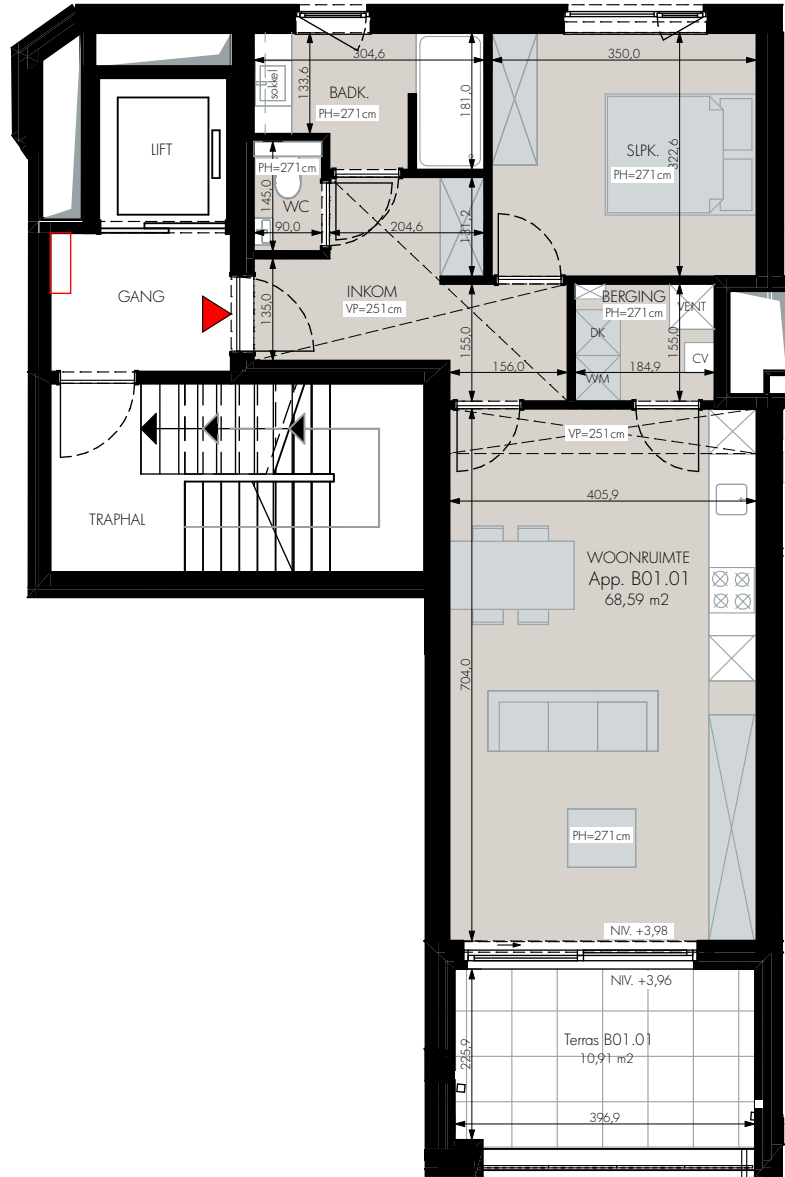 304,6
350,0
sokkel
133,6
BADK.
PH=271cm
181,0
LIFT
SLPK.
PH=271cm
322,6
PH=271cm
145,0
WC
90,0
204,6
131,2
GANG
135,0
INKOM
VP=251cm
155,0
156,0
BERGING
PH=271cm
VENT
DK
155,0
CV
184,9
WM
VP=251cm
405,9
TRAPHAL
WOONRUIMTE
App. B01.01
68,59 m2
704,0
PH=271cm
NIV. +3,98
NIV. +3,96
Terras B01.01
10,91 m2
225,9
396,9